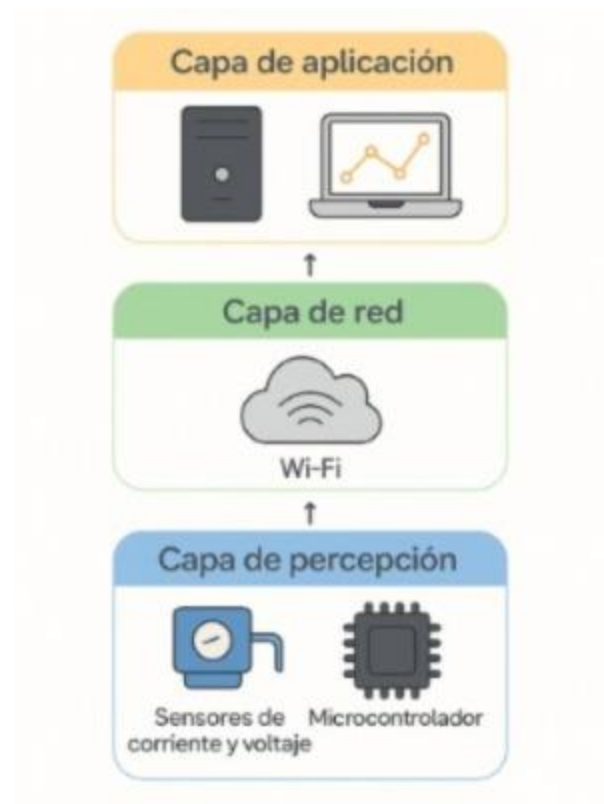 Capa de aplicación
Capa de red
Wi-Fi
Capa de percepción
Sensores de
corriente y voltaje
Microcontrolador